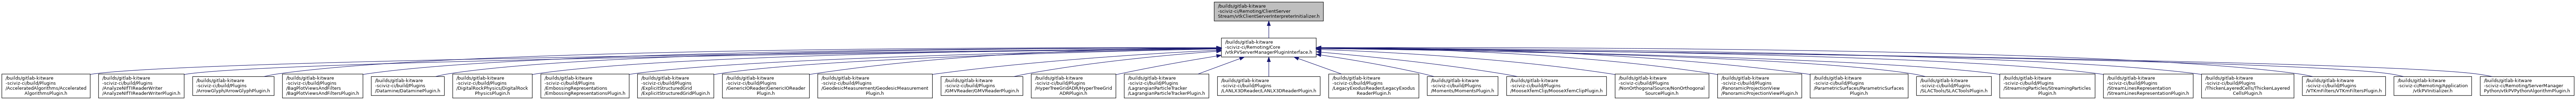 /builds/gitlab-kitware
-sciviz-ci/Remoting/ClientServer
Stream/vtkClientServerInterpreterInitializer.h
/builds/gitlab-kitware
-sciviz-ci/Remoting/Core
/vtkPVServerManagerPluginInterface.h
/builds/gitlab-kitware
-sciviz-ci/build/Plugins
/AcceleratedAlgorithms/Accelerated
AlgorithmsPlugin.h
/builds/gitlab-kitware
-sciviz-ci/build/Plugins
/AnalyzeNIfTIReaderWriter
/AnalyzeNIfTIReaderWriterPlugin.h
/builds/gitlab-kitware
-sciviz-ci/build/Plugins
/ArrowGlyph/ArrowGlyphPlugin.h
/builds/gitlab-kitware
-sciviz-ci/build/Plugins
/BagPlotViewsAndFilters
/BagPlotViewsAndFiltersPlugin.h
/builds/gitlab-kitware
-sciviz-ci/build/Plugins
/Datamine/DataminePlugin.h
/builds/gitlab-kitware
-sciviz-ci/build/Plugins
/DigitalRockPhysics/DigitalRock
PhysicsPlugin.h
/builds/gitlab-kitware
-sciviz-ci/build/Plugins
/EmbossingRepresentations
/EmbossingRepresentationsPlugin.h
/builds/gitlab-kitware
-sciviz-ci/build/Plugins
/ExplicitStructuredGrid
/ExplicitStructuredGridPlugin.h
/builds/gitlab-kitware
-sciviz-ci/build/Plugins
/GenericIOReader/GenericIOReader
Plugin.h
/builds/gitlab-kitware
-sciviz-ci/build/Plugins
/GeodesicMeasurement/GeodesicMeasurement
Plugin.h
/builds/gitlab-kitware
-sciviz-ci/build/Plugins
/GMVReader/GMVReaderPlugin.h
/builds/gitlab-kitware
-sciviz-ci/build/Plugins
/HyperTreeGridADR/HyperTreeGrid
ADRPlugin.h
/builds/gitlab-kitware
-sciviz-ci/build/Plugins
/LagrangianParticleTracker
/LagrangianParticleTrackerPlugin.h
/builds/gitlab-kitware
-sciviz-ci/build/Plugins
/LANLX3DReader/LANLX3DReaderPlugin.h
/builds/gitlab-kitware
-sciviz-ci/build/Plugins
/LegacyExodusReader/LegacyExodus
ReaderPlugin.h
/builds/gitlab-kitware
-sciviz-ci/build/Plugins
/Moments/MomentsPlugin.h
/builds/gitlab-kitware
-sciviz-ci/build/Plugins
/MooseXfemClip/MooseXfemClipPlugin.h
/builds/gitlab-kitware
-sciviz-ci/build/Plugins
/NonOrthogonalSource/NonOrthogonal
SourcePlugin.h
/builds/gitlab-kitware
-sciviz-ci/build/Plugins
/PanoramicProjectionView
/PanoramicProjectionViewPlugin.h
/builds/gitlab-kitware
-sciviz-ci/build/Plugins
/ParametricSurfaces/ParametricSurfaces
Plugin.h
/builds/gitlab-kitware
-sciviz-ci/build/Plugins
/SLACTools/SLACToolsPlugin.h
/builds/gitlab-kitware
-sciviz-ci/build/Plugins
/StreamingParticles/StreamingParticles
Plugin.h
/builds/gitlab-kitware
-sciviz-ci/build/Plugins
/StreamLinesRepresentation
/StreamLinesRepresentationPlugin.h
/builds/gitlab-kitware
-sciviz-ci/build/Plugins
/ThickenLayeredCells/ThickenLayered
CellsPlugin.h
/builds/gitlab-kitware
-sciviz-ci/build/Plugins
/VTKmFilters/VTKmFiltersPlugin.h
/builds/gitlab-kitware
-sciviz-ci/Remoting/Application
/vtkPVInitializer.h
/builds/gitlab-kitware
-sciviz-ci/Remoting/ServerManager
Python/vtkPVPythonAlgorithmPlugin.h